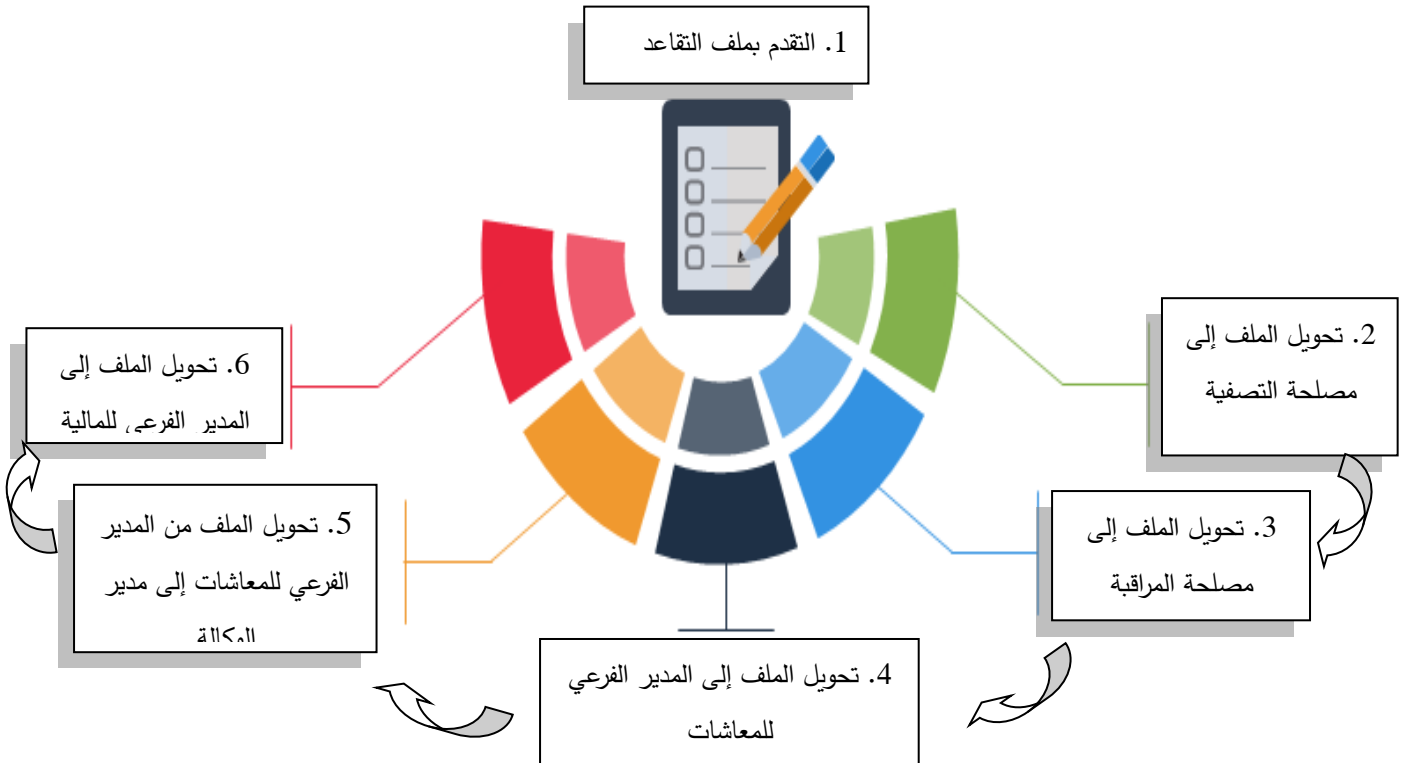 1. التقدم بملف التقاعد
2. تحويل الملف إلى
مصلحة التصفية
3. تحويل الملف إلى
مصلحة المراقبة
4. تحويل الملف إلى المدير الفرعي
للمعاشات
5. تحويل الملف من المدير
الفرعي للمعاشات إلى مدير
الوكالة
6. تحويل الملف إلى
المدير الفرعي للمالية